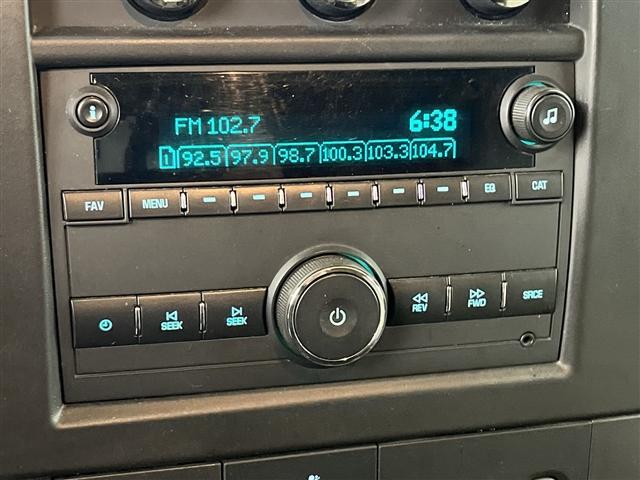 FM 102.7 6:38
1 92.5 97.9 98.7 100.3 103.3 104.7
FAV MENU EQ CAT
SEEK SEEK REV FWD SRCE